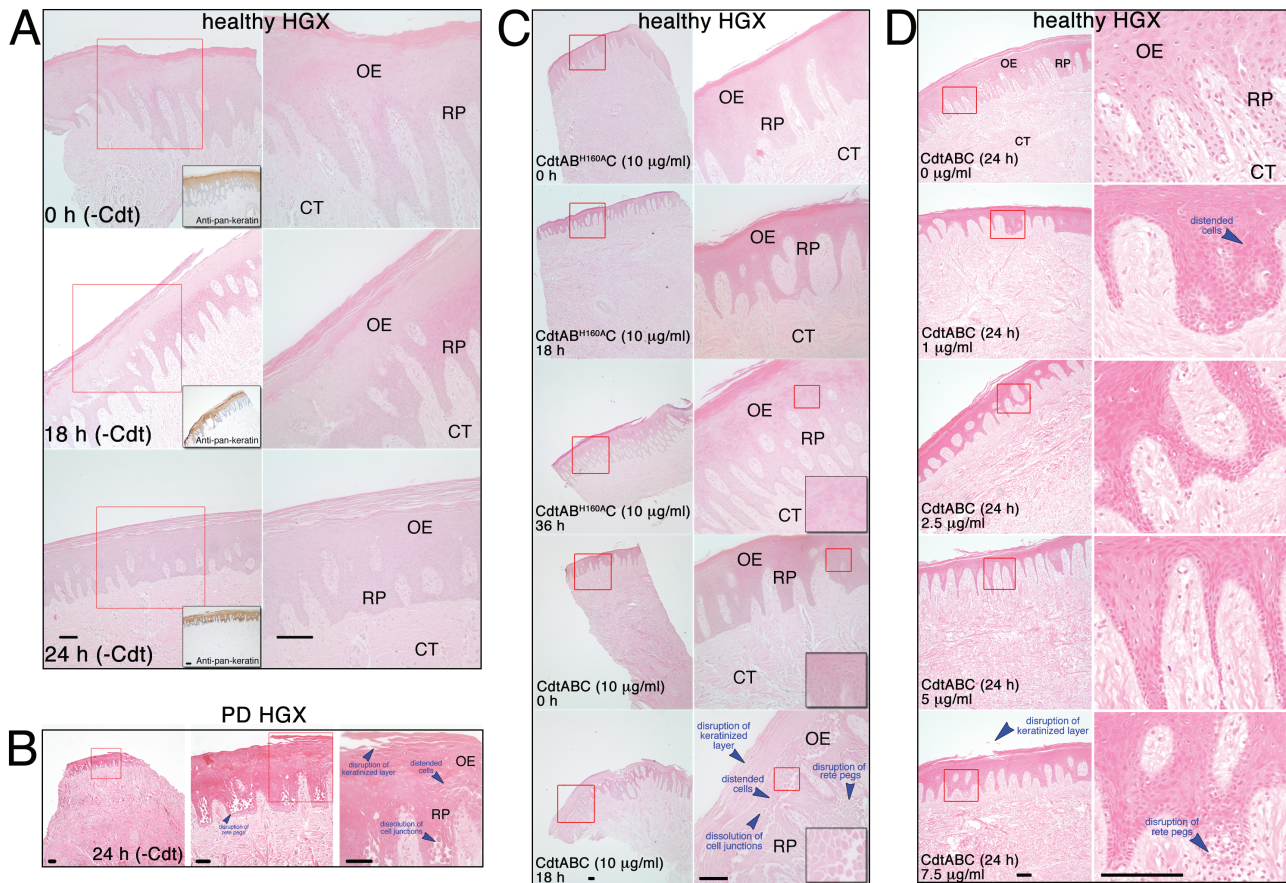 A
healthy HGX
OE
RP
CT
0 h (-Cdt)
Anti-pan-keratin
OE
RP
CT
18 h (-Cdt)
Anti-pan-keratin
OE
RP
CT
24 h (-Cdt)
Anti-pan-keratin
B
PD HGX
24 h (-Cdt)
disruption of
rete pegs
disruption of
keratinized layer
OE
distended
cells
RP
dissolution of
cell junctions
C
healthy HGX
OE
RP
CT
CdtABᴴ¹⁶⁰ᴬC (10 µg/ml)
0 h
OE
RP
CT
CdtABᴴ¹⁶⁰ᴬC (10 µg/ml)
18 h
OE
RP
CT
CdtABᴴ¹⁶⁰ᴬC (10 µg/ml)
36 h
OE
RP
CT
CdtABC (10 µg/ml)
0 h
disruption of
keratinized
layer
OE
distended
cells
disruption of
rete pegs
dissolution of
cell junctions
RP
CdtABC (10 µg/ml)
18 h
D
healthy HGX
OE
RP
CT
CdtABC (24 h)
0 µg/ml
OE
RP
CT
distended
cells
CdtABC (24 h)
1 µg/ml
CdtABC (24 h)
2.5 µg/ml
CdtABC (24 h)
5 µg/ml
disruption of
keratinized layer
CdtABC (24 h)
7.5 µg/ml
disruption of
rete pegs